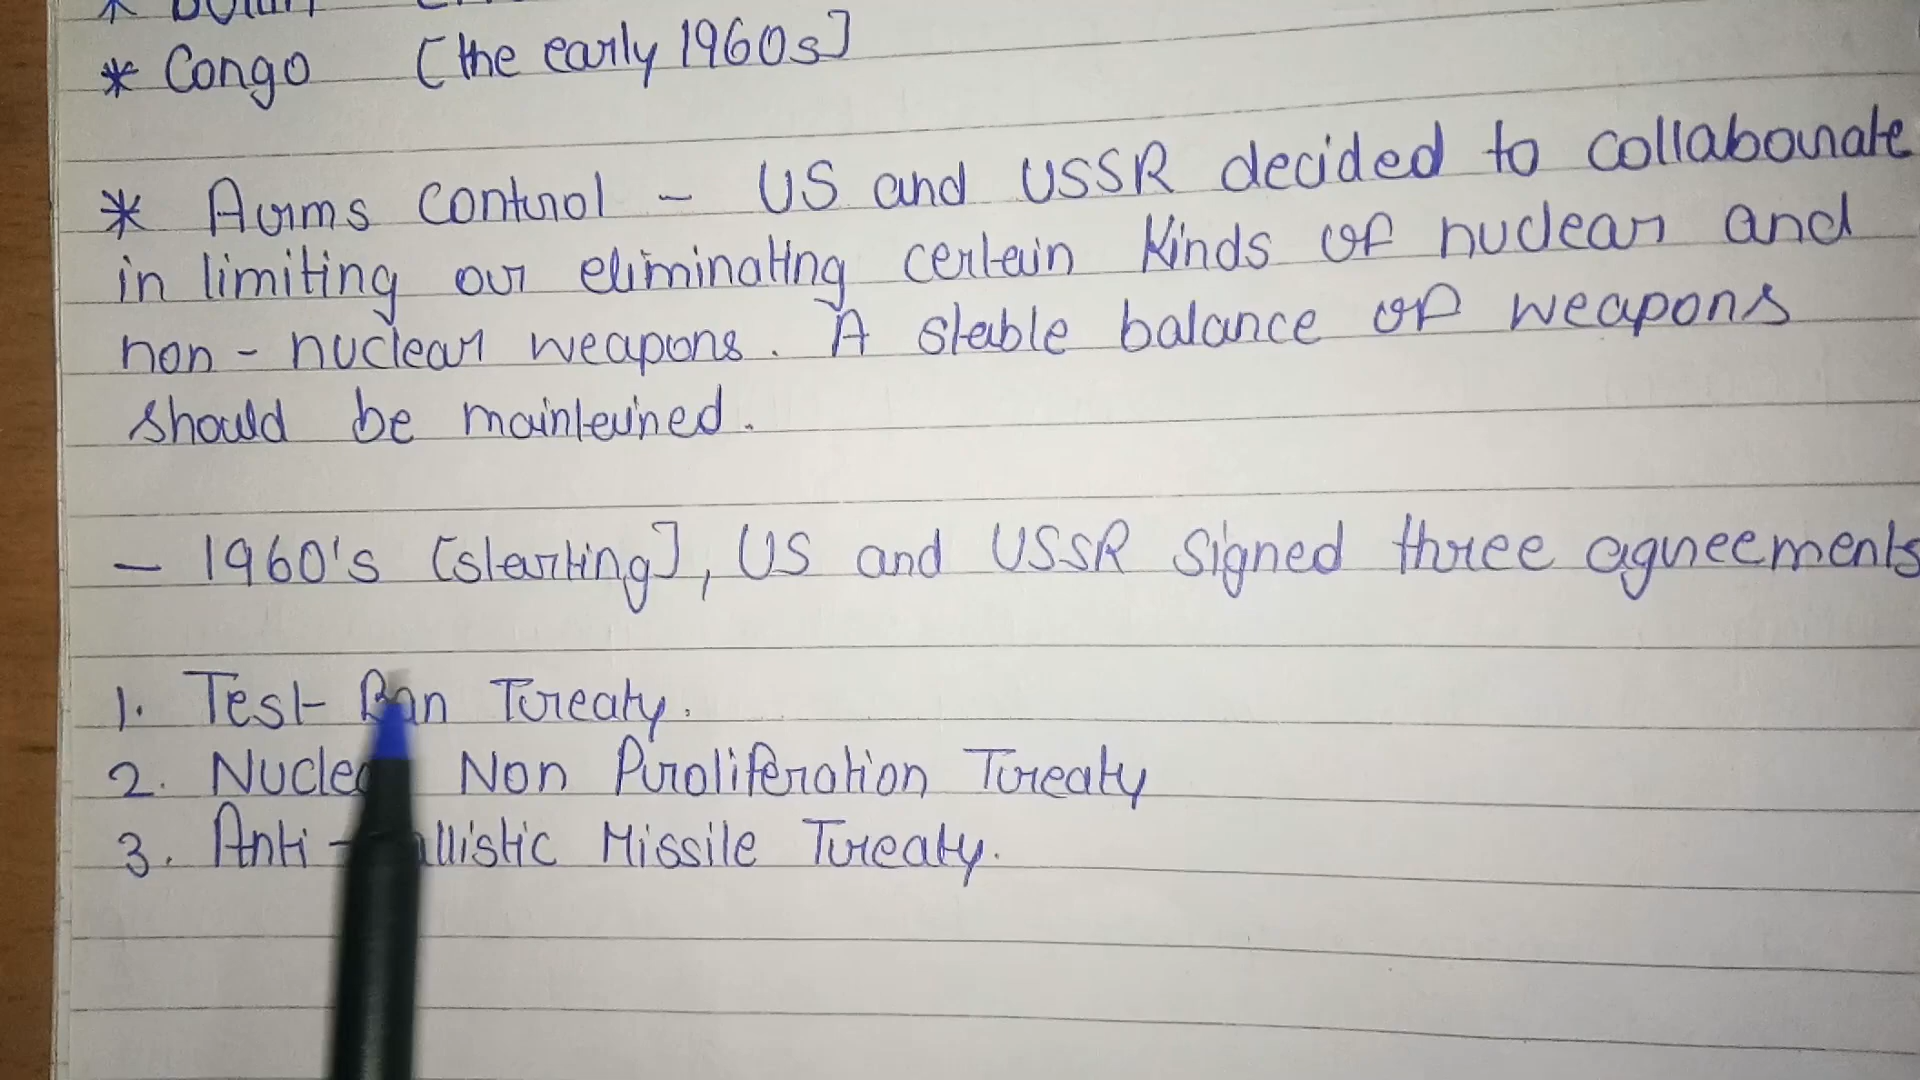 * Congo [the early 1960s]
* Arms control - US and USSR decided to collaborate
in limiting or eliminating certain kinds of nuclear and
non-nuclear weapons. A stable balance of weapons
should be maintained.
- 1960's [starting], US and USSR signed three agreements
1. Test Ban Treaty.
2. Non Proliferation Treaty
3. Anti - Missile Treaty.